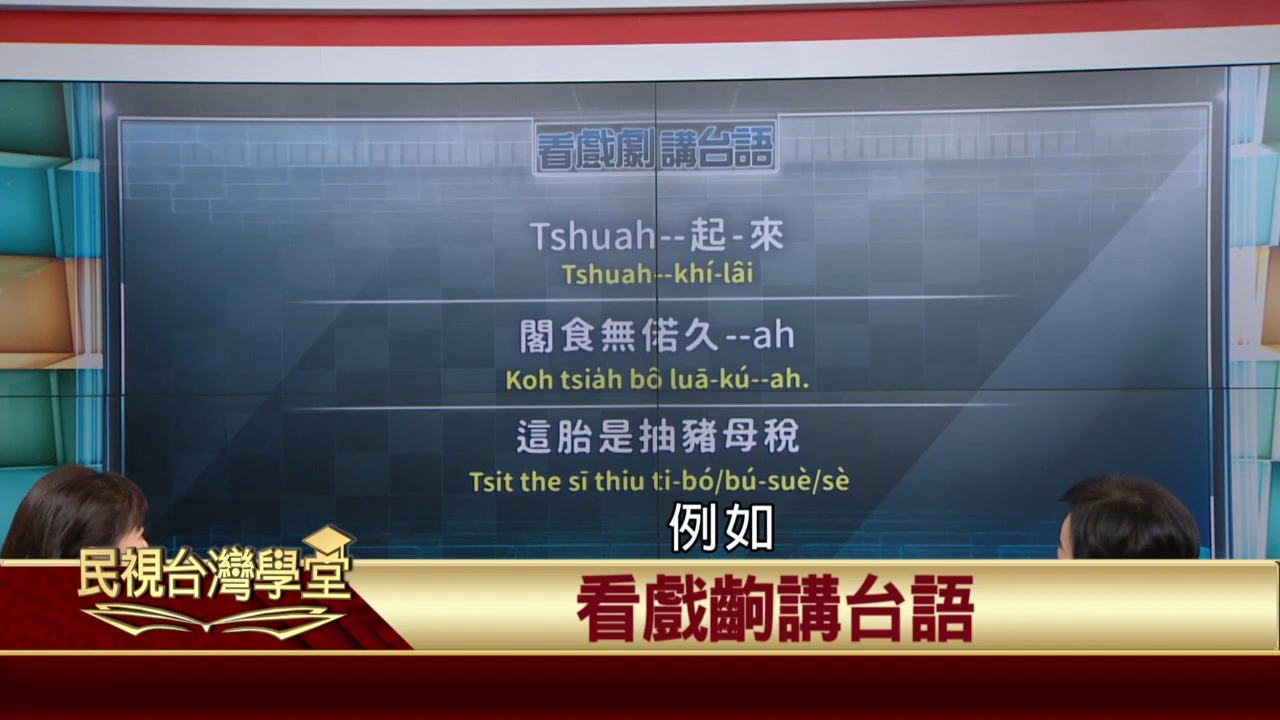 看戲劇講台語
Tshuah--起-來
Tshuah--khí-lâi
閣食無偌久--ah
Koh tsia̍h bô luā-kú--ah.
這胎是抽豬母稅
Tsit the sī thiu ti-bó/bú-suè/sè
例如
民視台灣學堂
看戲齣講台語